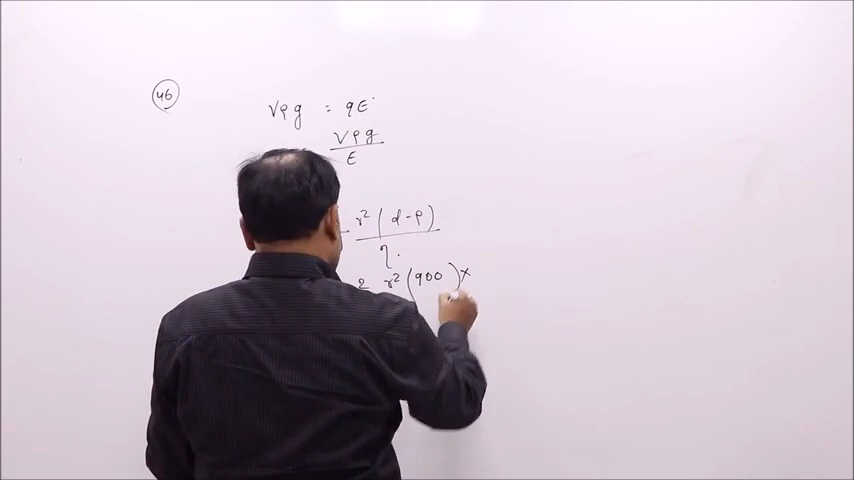 46
Vρg = qE
Vρg
E
r²(d-ρ)
η.
2 r²(900)×